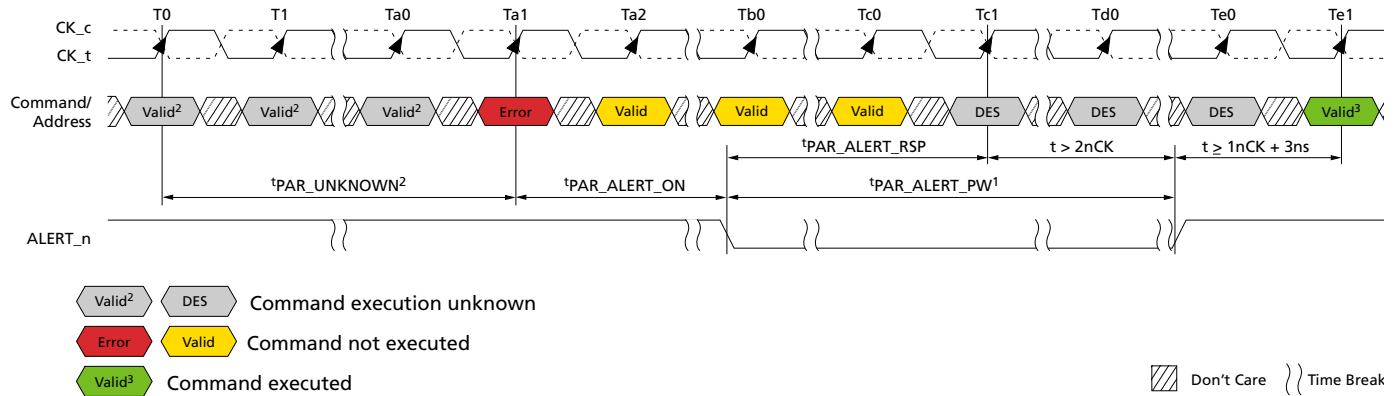 T0 T1 Ta0 Ta1 Ta2 Tb0 Tc0 Tc1 Td0 Te0 Te1
CK_c
CK_t
Command/
Address
Valid² Valid² Valid² Error Valid Valid Valid DES DES DES Valid³
ᵗPAR_ALERT_RSP t > 2nCK t ≥ 1nCK + 3ns
ᵗPAR_UNKNOWN² ᵗPAR_ALERT_ON ᵗPAR_ALERT_PW¹
ALERT_n
Valid² DES Command execution unknown
Error Valid Command not executed
Valid³ Command executed
Don't Care Time Break